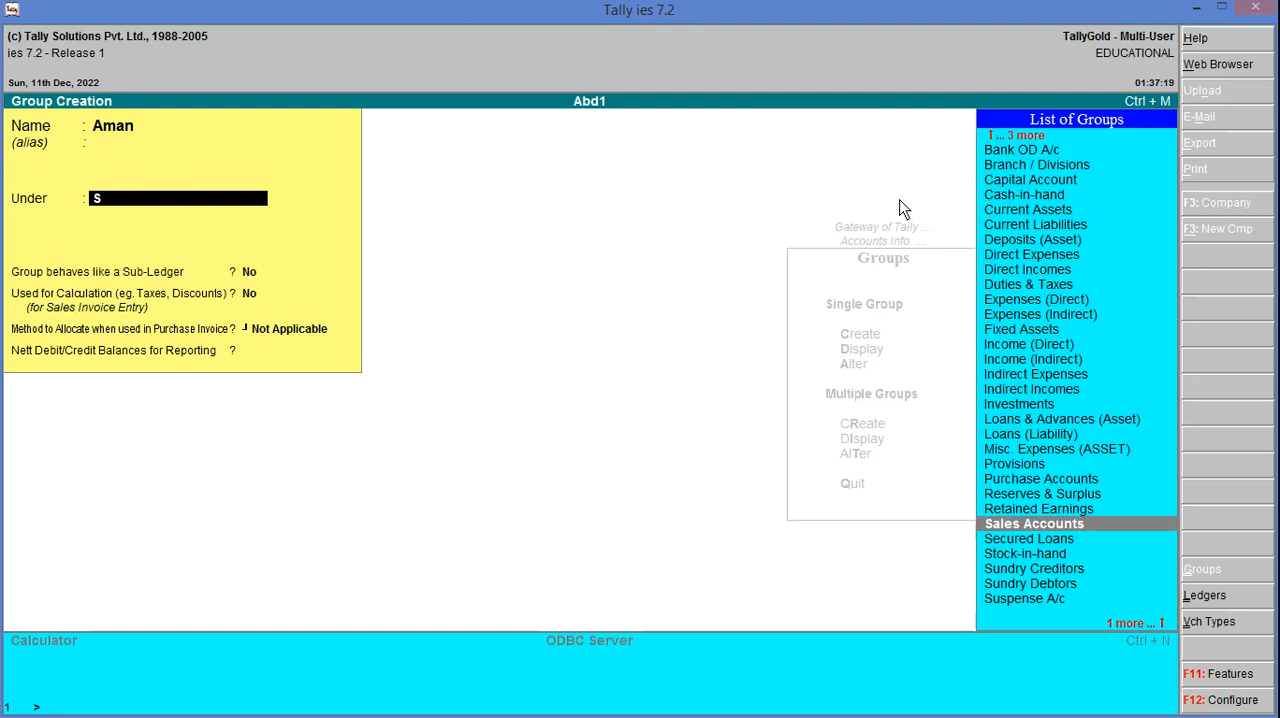 Tally ies 7.2
(c) Tally Solutions Pvt. Ltd., 1988-2005
TallyGold - Multi-User
ies 7.2 - Release 1
EDUCATIONAL
Sun, 11th Dec, 2022
01:37:19
Group Creation
Abd1
Ctrl + M
Name : Aman
(alias) :
Under : S
Group behaves like a Sub-Ledger ? No
Used for Calculation (eg. Taxes, Discounts) ? No
(for Sales Invoice Entry)
Method to Allocate when used in Purchase Invoice ? ┘ Not Applicable
Nett Debit/Credit Balances for Reporting ?
Gateway of Tally ....
Accounts Info. ....
Groups
Single Group
Create
Display
Alter
Multiple Groups
CReate
DIsplay
AlTer
Quit
List of Groups
↑ ... 3 more
Bank OD A/c
Branch / Divisions
Capital Account
Cash-in-hand
Current Assets
Current Liabilities
Deposits (Asset)
Direct Expenses
Direct Incomes
Duties & Taxes
Expenses (Direct)
Expenses (Indirect)
Fixed Assets
Income (Direct)
Income (Indirect)
Indirect Expenses
Indirect Incomes
Investments
Loans & Advances (Asset)
Loans (Liability)
Misc. Expenses (ASSET)
Provisions
Purchase Accounts
Reserves & Surplus
Retained Earnings
Sales Accounts
Secured Loans
Stock-in-hand
Sundry Creditors
Sundry Debtors
Suspense A/c
1 more ... ↑
Help
Web Browser
Upload
E-Mail
Export
Print
F3: Company
F3: New Cmp
Groups
Ledgers
Vch Types
F11: Features
F12: Configure
Calculator
ODBC Server
Ctrl + N
1 >